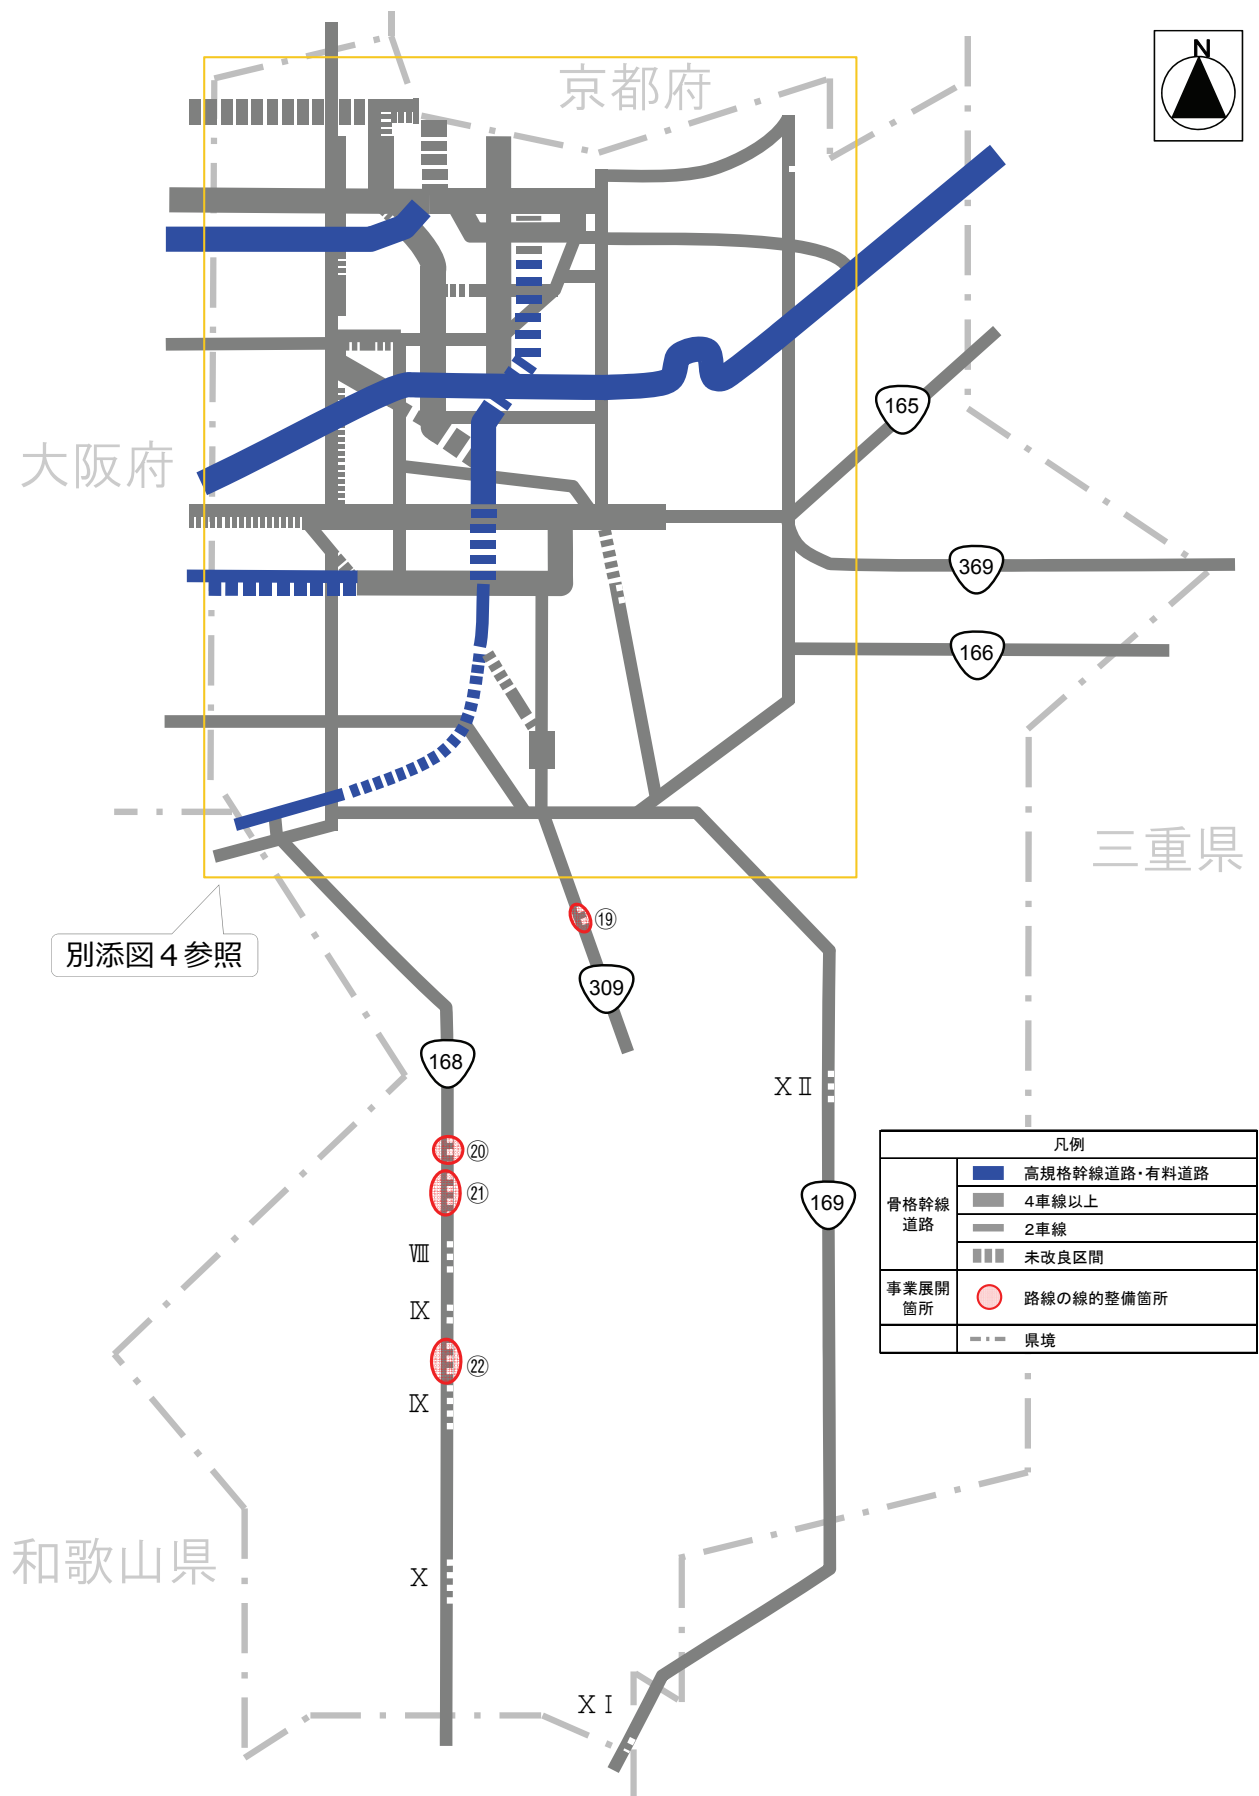 N
京都府
165
大阪府
369
166
三重県
別添図４参照
⑲
309
168
ⅩⅡ
⑳
㉑
169
Ⅷ
Ⅸ
㉒
Ⅸ
Ⅹ
和歌山県
ⅩⅠ
凡例
骨格幹線
道路
高規格幹線道路・有料道路
4車線以上
2車線
未改良区間
事業展開
箇所
路線の線的整備箇所
県境